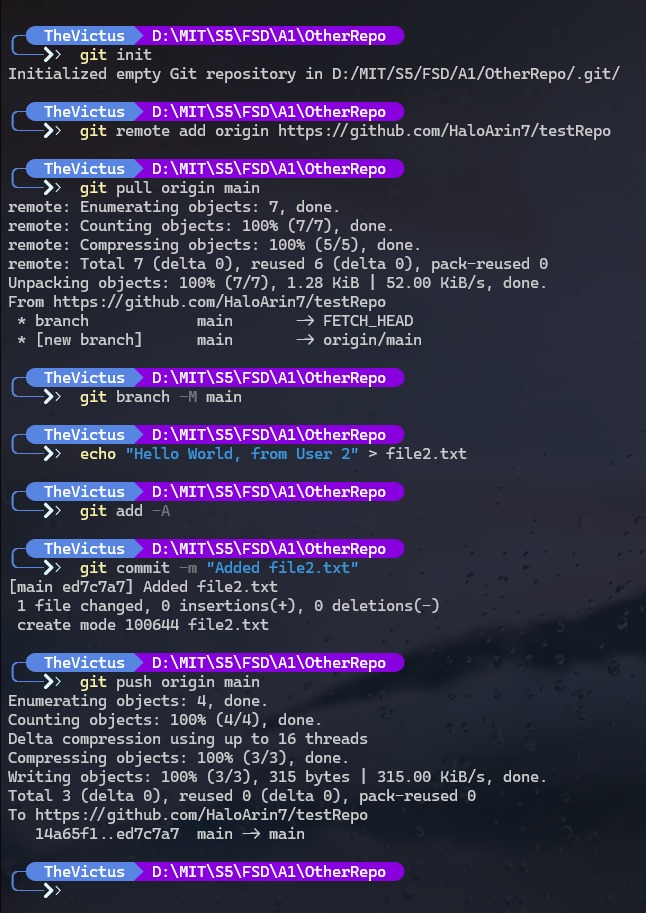 TheVictus D:\MIT\S5\FSD\A1\OtherRepo
git init
Initialized empty Git repository in D:/MIT/S5/FSD/A1/OtherRepo/.git/
TheVictus D:\MIT\S5\FSD\A1\OtherRepo
git remote add origin https://github.com/HaloArin7/testRepo
TheVictus D:\MIT\S5\FSD\A1\OtherRepo
git pull origin main
remote: Enumerating objects: 7, done.
remote: Counting objects: 100% (7/7), done.
remote: Compressing objects: 100% (5/5), done.
remote: Total 7 (delta 0), reused 6 (delta 0), pack-reused 0
Unpacking objects: 100% (7/7), 1.28 KiB | 52.00 KiB/s, done.
From https://github.com/HaloArin7/testRepo
* branch main -> FETCH_HEAD
* [new branch] main -> origin/main
TheVictus D:\MIT\S5\FSD\A1\OtherRepo
git branch -M main
TheVictus D:\MIT\S5\FSD\A1\OtherRepo
echo "Hello World, from User 2" > file2.txt
TheVictus D:\MIT\S5\FSD\A1\OtherRepo
git add -A
TheVictus D:\MIT\S5\FSD\A1\OtherRepo
git commit -m "Added file2.txt"
[main ed7c7a7] Added file2.txt
1 file changed, 0 insertions(+), 0 deletions(-)
create mode 100644 file2.txt
TheVictus D:\MIT\S5\FSD\A1\OtherRepo
git push origin main
Enumerating objects: 4, done.
Counting objects: 100% (4/4), done.
Delta compression using up to 16 threads
Compressing objects: 100% (3/3), done.
Writing objects: 100% (3/3), 315 bytes | 315.00 KiB/s, done.
Total 3 (delta 0), reused 0 (delta 0), pack-reused 0
To https://github.com/HaloArin7/testRepo
14a65f1..ed7c7a7 main -> main
TheVictus D:\MIT\S5\FSD\A1\OtherRepo